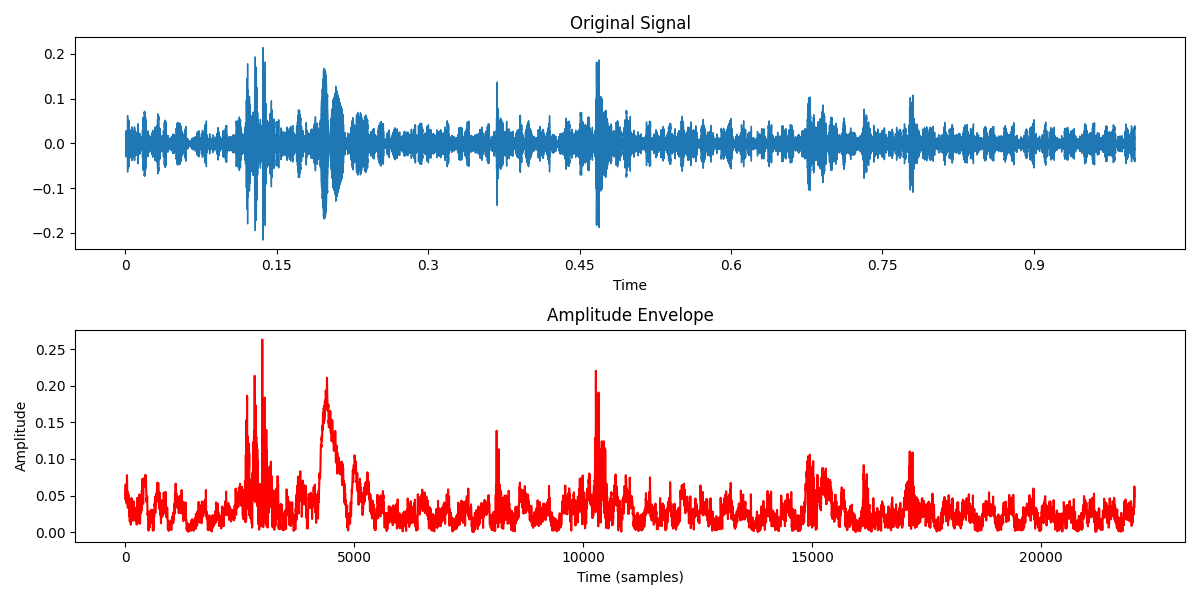 Original Signal
0.2
0.1
0.0
−0.1
−0.2
0 0.15 0.3 0.45 0.6 0.75 0.9
Time
Amplitude Envelope
Amplitude
0.25
0.20
0.15
0.10
0.05
0.00
0 5000 10000 15000 20000
Time (samples)